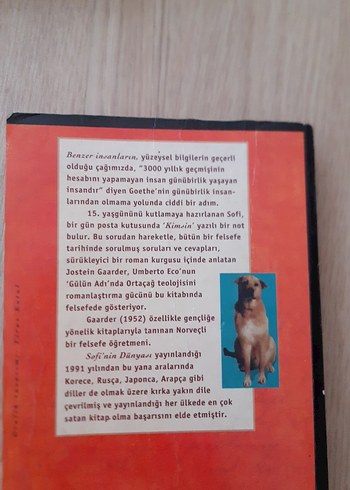 Benzer insanların, yüzeysel bilgilerin geçerli
olduğu çağımızda, "3000 yıllık geçmişinin
hesabını yapamayan insan günübirlik yaşayan
insandır" diyen Goethe'nin günübirlik insan-
larından olmama yolunda ciddi bir adım.
15. yaşgününü kutlamaya hazırlanan Sofi,
bir gün posta kutusunda 'Kimsin' yazılı bir not
bulur. Bu sorudan hareketle, bütün bir felsefe
tarihinde sorulmuş soruları ve cevapları,
sürükleyici bir roman kurgusu içinde anlatan
Jostein Gaarder, Umberto Eco'nun
'Gülün Adı'nda Ortaçağ teolojisini
romanlaştırma gücünü bu kitabında
felsefede gösteriyor.
Gaarder (1952) özellikle gençliğe
yönelik kitaplarıyla tanınan Norveçli
bir felsefe öğretmeni.
Sofi'nin Dünyası yayınlandığı
1991 yılından bu yana aralarında
Korece, Rusça, Japonca, Arapça gibi
diller de olmak üzere kırka yakın dile
çevrilmiş ve yayınlandığı her ülkede en çok
satan kitap olma başarısını elde etmiştir.